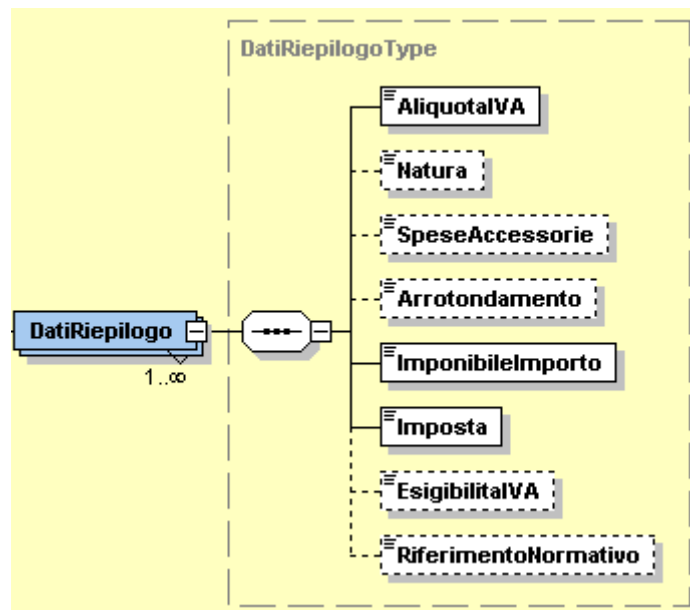 DatiRiepilogoType
AliquotaIVA
Natura
SpeseAccessorie
Arrotondamento
DatiRiepilogo
1..∞
ImponibileImporto
Imposta
EsigibilitaIVA
RiferimentoNormativo